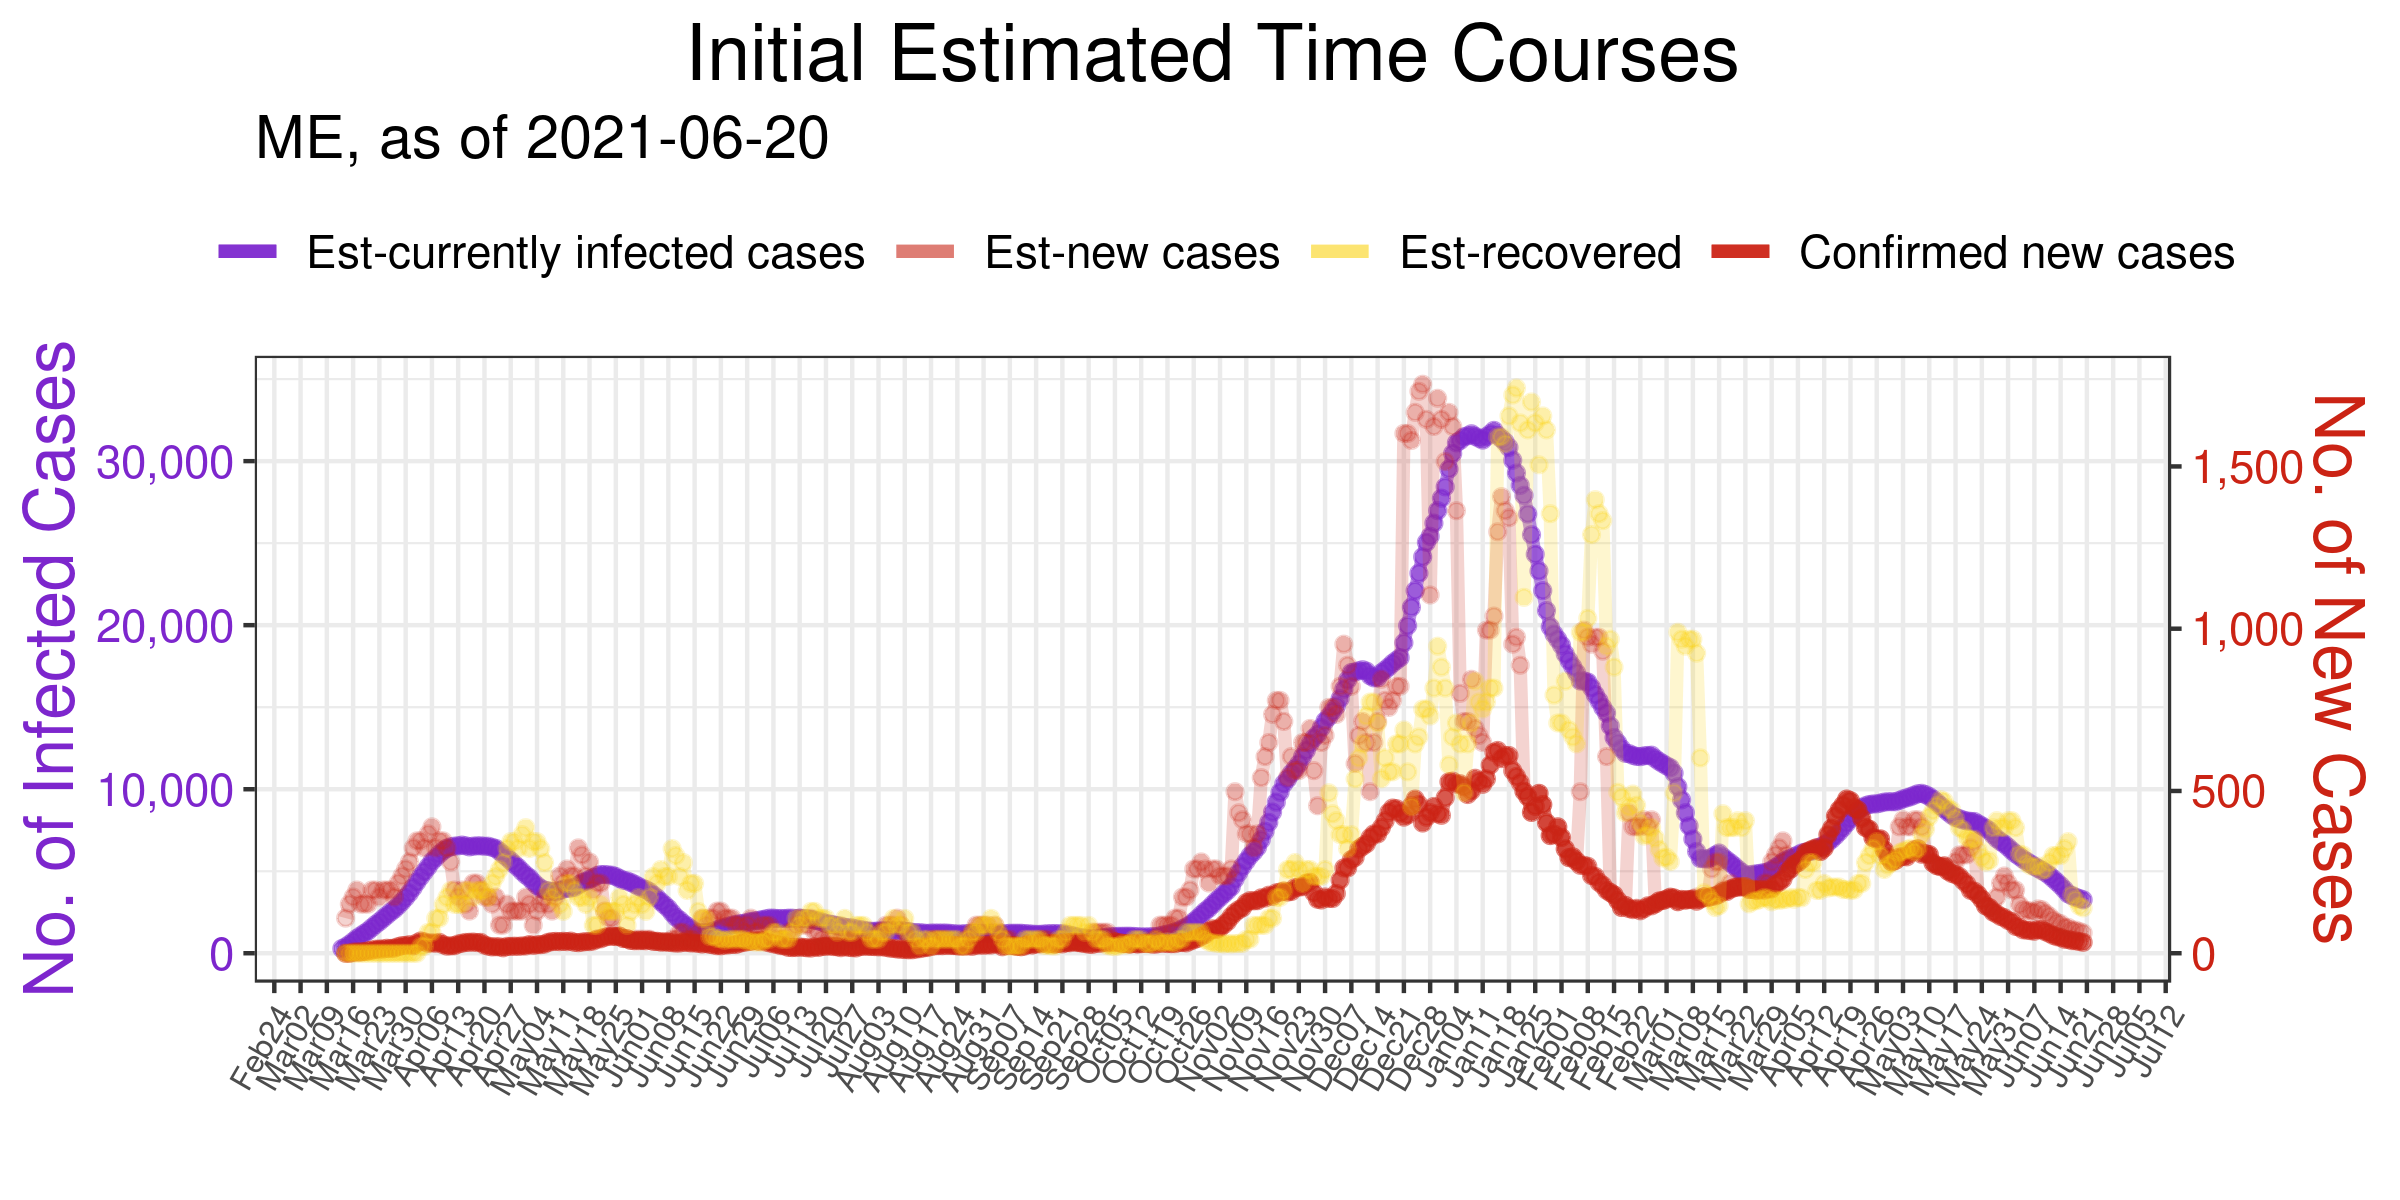 Initial Estimated Time Courses
ME, as of 2021-06-20
Est-currently infected cases
Est-new cases
Est-recovered
Confirmed new cases
No. of Infected Cases
30,000
20,000
10,000
0
1,500
1,000
500
0
No. of New Cases
Feb24
Mar02
Mar09
Mar16
Mar23
Mar30
Apr06
Apr13
Apr20
Apr27
May04
May11
May18
May25
Jun01
Jun08
Jun15
Jun22
Jun29
Jul06
Jul13
Jul20
Jul27
Aug03
Aug10
Aug17
Aug24
Aug31
Sep07
Sep14
Sep21
Sep28
Oct05
Oct12
Oct19
Oct26
Nov02
Nov09
Nov16
Nov23
Nov30
Dec07
Dec14
Dec21
Dec28
Jan04
Jan11
Jan18
Jan25
Feb01
Feb08
Feb15
Feb22
Mar01
Mar08
Mar15
Mar22
Mar29
Apr05
Apr12
Apr19
Apr26
May03
May10
May17
May24
May31
Jun07
Jun14
Jun21
Jun28
Jul05
Jul12